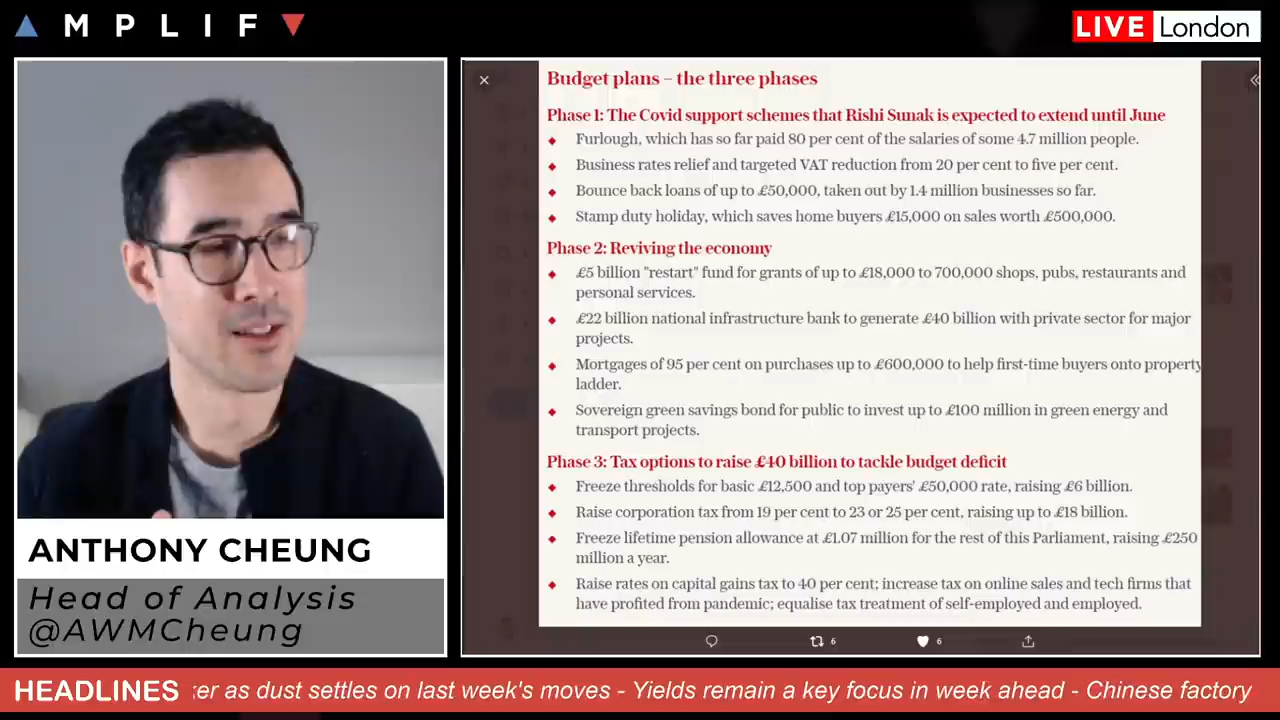 AMPLIFY
LIVE London
Budget plans – the three phases
Phase 1: The Covid support schemes that Rishi Sunak is expected to extend until June
Furlough, which has so far paid 80 per cent of the salaries of some 4.7 million people.
Business rates relief and targeted VAT reduction from 20 per cent to five per cent.
Bounce back loans of up to £50,000, taken out by 1.4 million businesses so far.
Stamp duty holiday, which saves home buyers £15,000 on sales worth £500,000.
Phase 2: Reviving the economy
£5 billion "restart" fund for grants of up to £18,000 to 700,000 shops, pubs, restaurants and
personal services.
£22 billion national infrastructure bank to generate £40 billion with private sector for major
projects.
Mortgages of 95 per cent on purchases up to £600,000 to help first-time buyers onto property
ladder.
Sovereign green savings bond for public to invest up to £100 million in green energy and
transport projects.
Phase 3: Tax options to raise £40 billion to tackle budget deficit
Freeze thresholds for basic £12,500 and top payers' £50,000 rate, raising £6 billion.
Raise corporation tax from 19 per cent to 23 or 25 per cent, raising up to £18 billion.
Freeze lifetime pension allowance at £1.07 million for the rest of this Parliament, raising £250
million a year.
Raise rates on capital gains tax to 40 per cent; increase tax on online sales and tech firms that
have profited from pandemic; equalise tax treatment of self-employed and employed.
6
6
ANTHONY CHEUNG
Head of Analysis
@AWMCheung
HEADLINES as dust settles on last week's moves - Yields remain a key focus in week ahead - Chinese factory